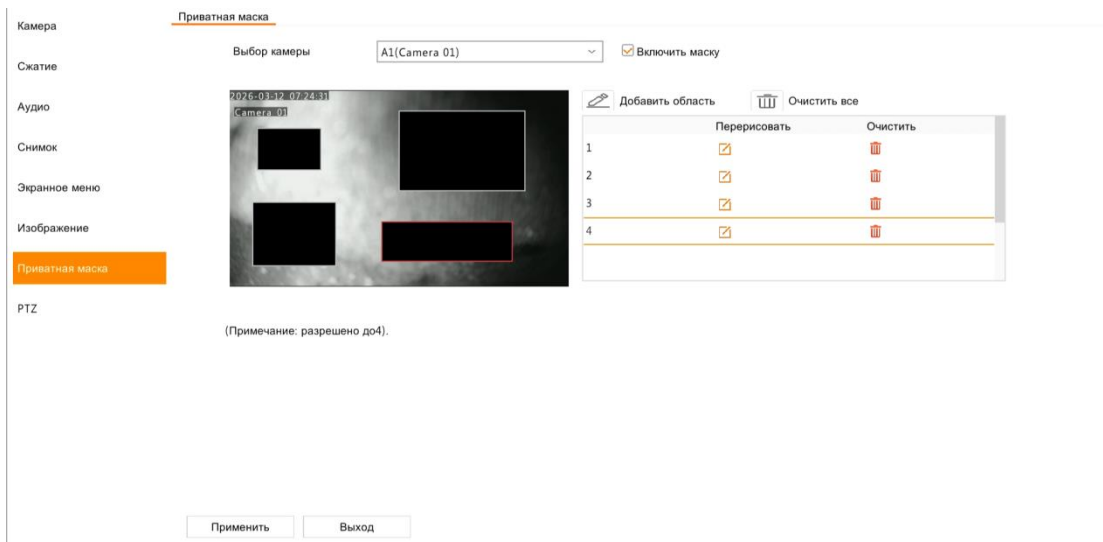 Приватная маска
Камера
Сжатие
Аудио
Снимок
Экранное меню
Изображение
Приватная маска
PTZ
Выбор камеры A1(Camera 01) Включить маску
2026-03-12 07:24:31
Camera 01
Добавить область Очистить все
Перерисовать Очистить
1
2
3
4
(Примечание: разрешено до4).
Применить Выход